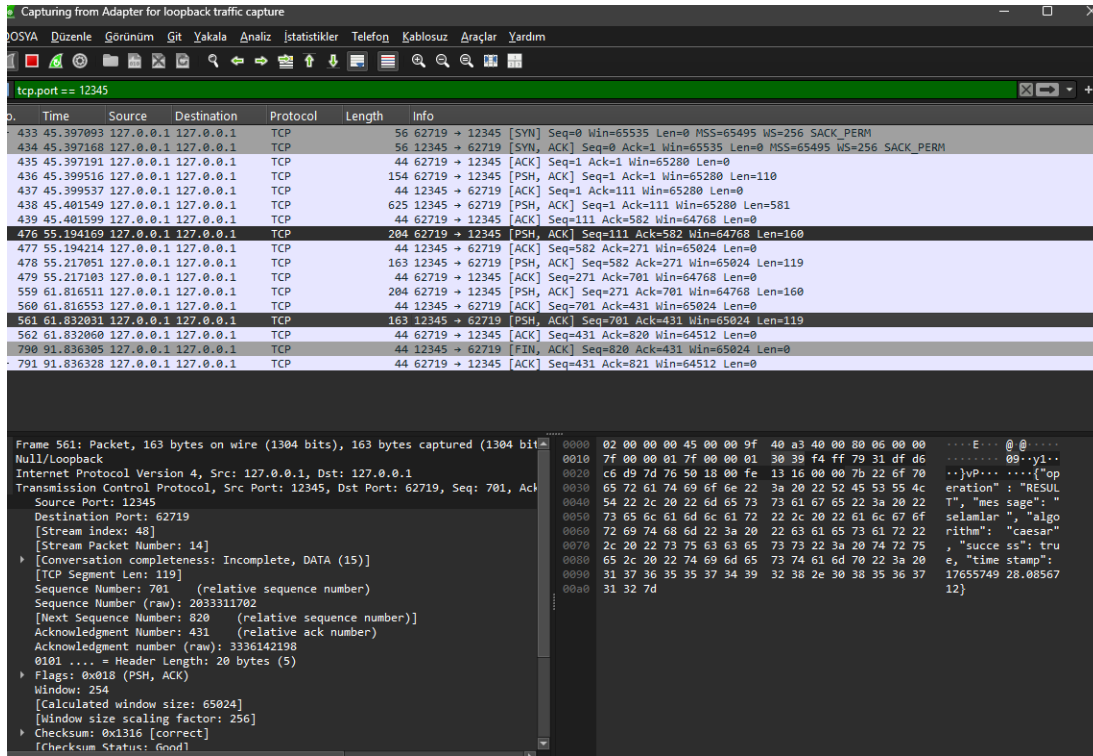 Capturing from Adapter for loopback traffic capture
DOSYA Düzenle Görünüm Git Yakala Analiz İstatistikler Telefon Kablosuz Araçlar Yardım
tcp.port == 12345
Time Source Destination Protocol Length Info
433 45.397093 127.0.0.1 127.0.0.1 TCP 56 62719 → 12345 [SYN] Seq=0 Win=65535 Len=0 MSS=65495 WS=256 SACK_PERM
434 45.397168 127.0.0.1 127.0.0.1 TCP 56 12345 → 62719 [SYN, ACK] Seq=0 Ack=1 Win=65535 Len=0 MSS=65495 WS=256 SACK_PERM
435 45.397191 127.0.0.1 127.0.0.1 TCP 44 62719 → 12345 [ACK] Seq=1 Ack=1 Win=65280 Len=0
436 45.399516 127.0.0.1 127.0.0.1 TCP 154 62719 → 12345 [PSH, ACK] Seq=1 Ack=1 Win=65280 Len=110
437 45.399537 127.0.0.1 127.0.0.1 TCP 44 12345 → 62719 [ACK] Seq=1 Ack=111 Win=65280 Len=0
438 45.401549 127.0.0.1 127.0.0.1 TCP 625 12345 → 62719 [PSH, ACK] Seq=1 Ack=111 Win=65280 Len=581
439 45.401599 127.0.0.1 127.0.0.1 TCP 44 62719 → 12345 [ACK] Seq=111 Ack=582 Win=64768 Len=0
476 55.194169 127.0.0.1 127.0.0.1 TCP 204 62719 → 12345 [PSH, ACK] Seq=111 Ack=582 Win=64768 Len=160
477 55.194214 127.0.0.1 127.0.0.1 TCP 44 12345 → 62719 [ACK] Seq=582 Ack=271 Win=65024 Len=0
478 55.217051 127.0.0.1 127.0.0.1 TCP 163 12345 → 62719 [PSH, ACK] Seq=582 Ack=271 Win=65024 Len=119
479 55.217103 127.0.0.1 127.0.0.1 TCP 44 62719 → 12345 [ACK] Seq=271 Ack=701 Win=64768 Len=0
559 61.816511 127.0.0.1 127.0.0.1 TCP 204 62719 → 12345 [PSH, ACK] Seq=271 Ack=701 Win=64768 Len=160
560 61.816553 127.0.0.1 127.0.0.1 TCP 44 12345 → 62719 [ACK] Seq=701 Ack=431 Win=65024 Len=0
561 61.832031 127.0.0.1 127.0.0.1 TCP 163 12345 → 62719 [PSH, ACK] Seq=701 Ack=431 Win=65024 Len=119
562 61.832060 127.0.0.1 127.0.0.1 TCP 44 62719 → 12345 [ACK] Seq=431 Ack=820 Win=64512 Len=0
790 91.836305 127.0.0.1 127.0.0.1 TCP 44 12345 → 62719 [FIN, ACK] Seq=820 Ack=431 Win=65024 Len=0
791 91.836328 127.0.0.1 127.0.0.1 TCP 44 62719 → 12345 [ACK] Seq=431 Ack=821 Win=64512 Len=0
Frame 561: Packet, 163 bytes on wire (1304 bits), 163 bytes captured (1304 bit
Null/Loopback
Internet Protocol Version 4, Src: 127.0.0.1, Dst: 127.0.0.1
Transmission Control Protocol, Src Port: 12345, Dst Port: 62719, Seq: 701, Ack
Source Port: 12345
Destination Port: 62719
[Stream index: 48]
[Stream Packet Number: 14]
[Conversation completeness: Incomplete, DATA (15)]
[TCP Segment Len: 119]
Sequence Number: 701 (relative sequence number)
Sequence Number (raw): 2033311702
[Next Sequence Number: 820 (relative sequence number)]
Acknowledgment Number: 431 (relative ack number)
Acknowledgment number (raw): 3336142198
0101 .... = Header Length: 20 bytes (5)
Flags: 0x018 (PSH, ACK)
Window: 254
[Calculated window size: 65024]
[Window size scaling factor: 256]
Checksum: 0x1316 [correct]
[Checksum Status: Good]
0000 02 00 00 00 45 00 00 9f 40 a3 40 00 80 06 00 00 ····E··· @·@·····
0010 7f 00 00 01 7f 00 00 01 30 39 f4 ff 79 31 df d6 ········ 09··y1··
0020 c6 d9 7d 76 50 18 00 fe 13 16 00 00 7b 22 6f 70 ··}vP··· ····{"op
0030 65 72 61 74 69 6f 6e 22 3a 20 22 52 45 53 55 4c eration" : "RESUL
0040 54 22 2c 20 22 6d 65 73 73 61 67 65 22 3a 20 22 T", "mes sage": "
0050 73 65 6c 61 6d 6c 61 72 22 2c 20 22 61 6c 67 6f selamlar ", "algo
0060 72 69 74 68 6d 22 3a 20 22 63 61 65 73 61 72 22 rithm": "caesar"
0070 2c 20 22 73 75 63 63 65 73 73 22 3a 20 74 72 75 , "succe ss": tru
0080 65 2c 20 22 74 69 6d 65 73 74 61 6d 70 22 3a 20 e, "time stamp":
0090 31 37 36 35 35 37 34 39 32 38 2e 30 38 35 36 37 17655749 28.08567
00a0 31 32 7d 12}